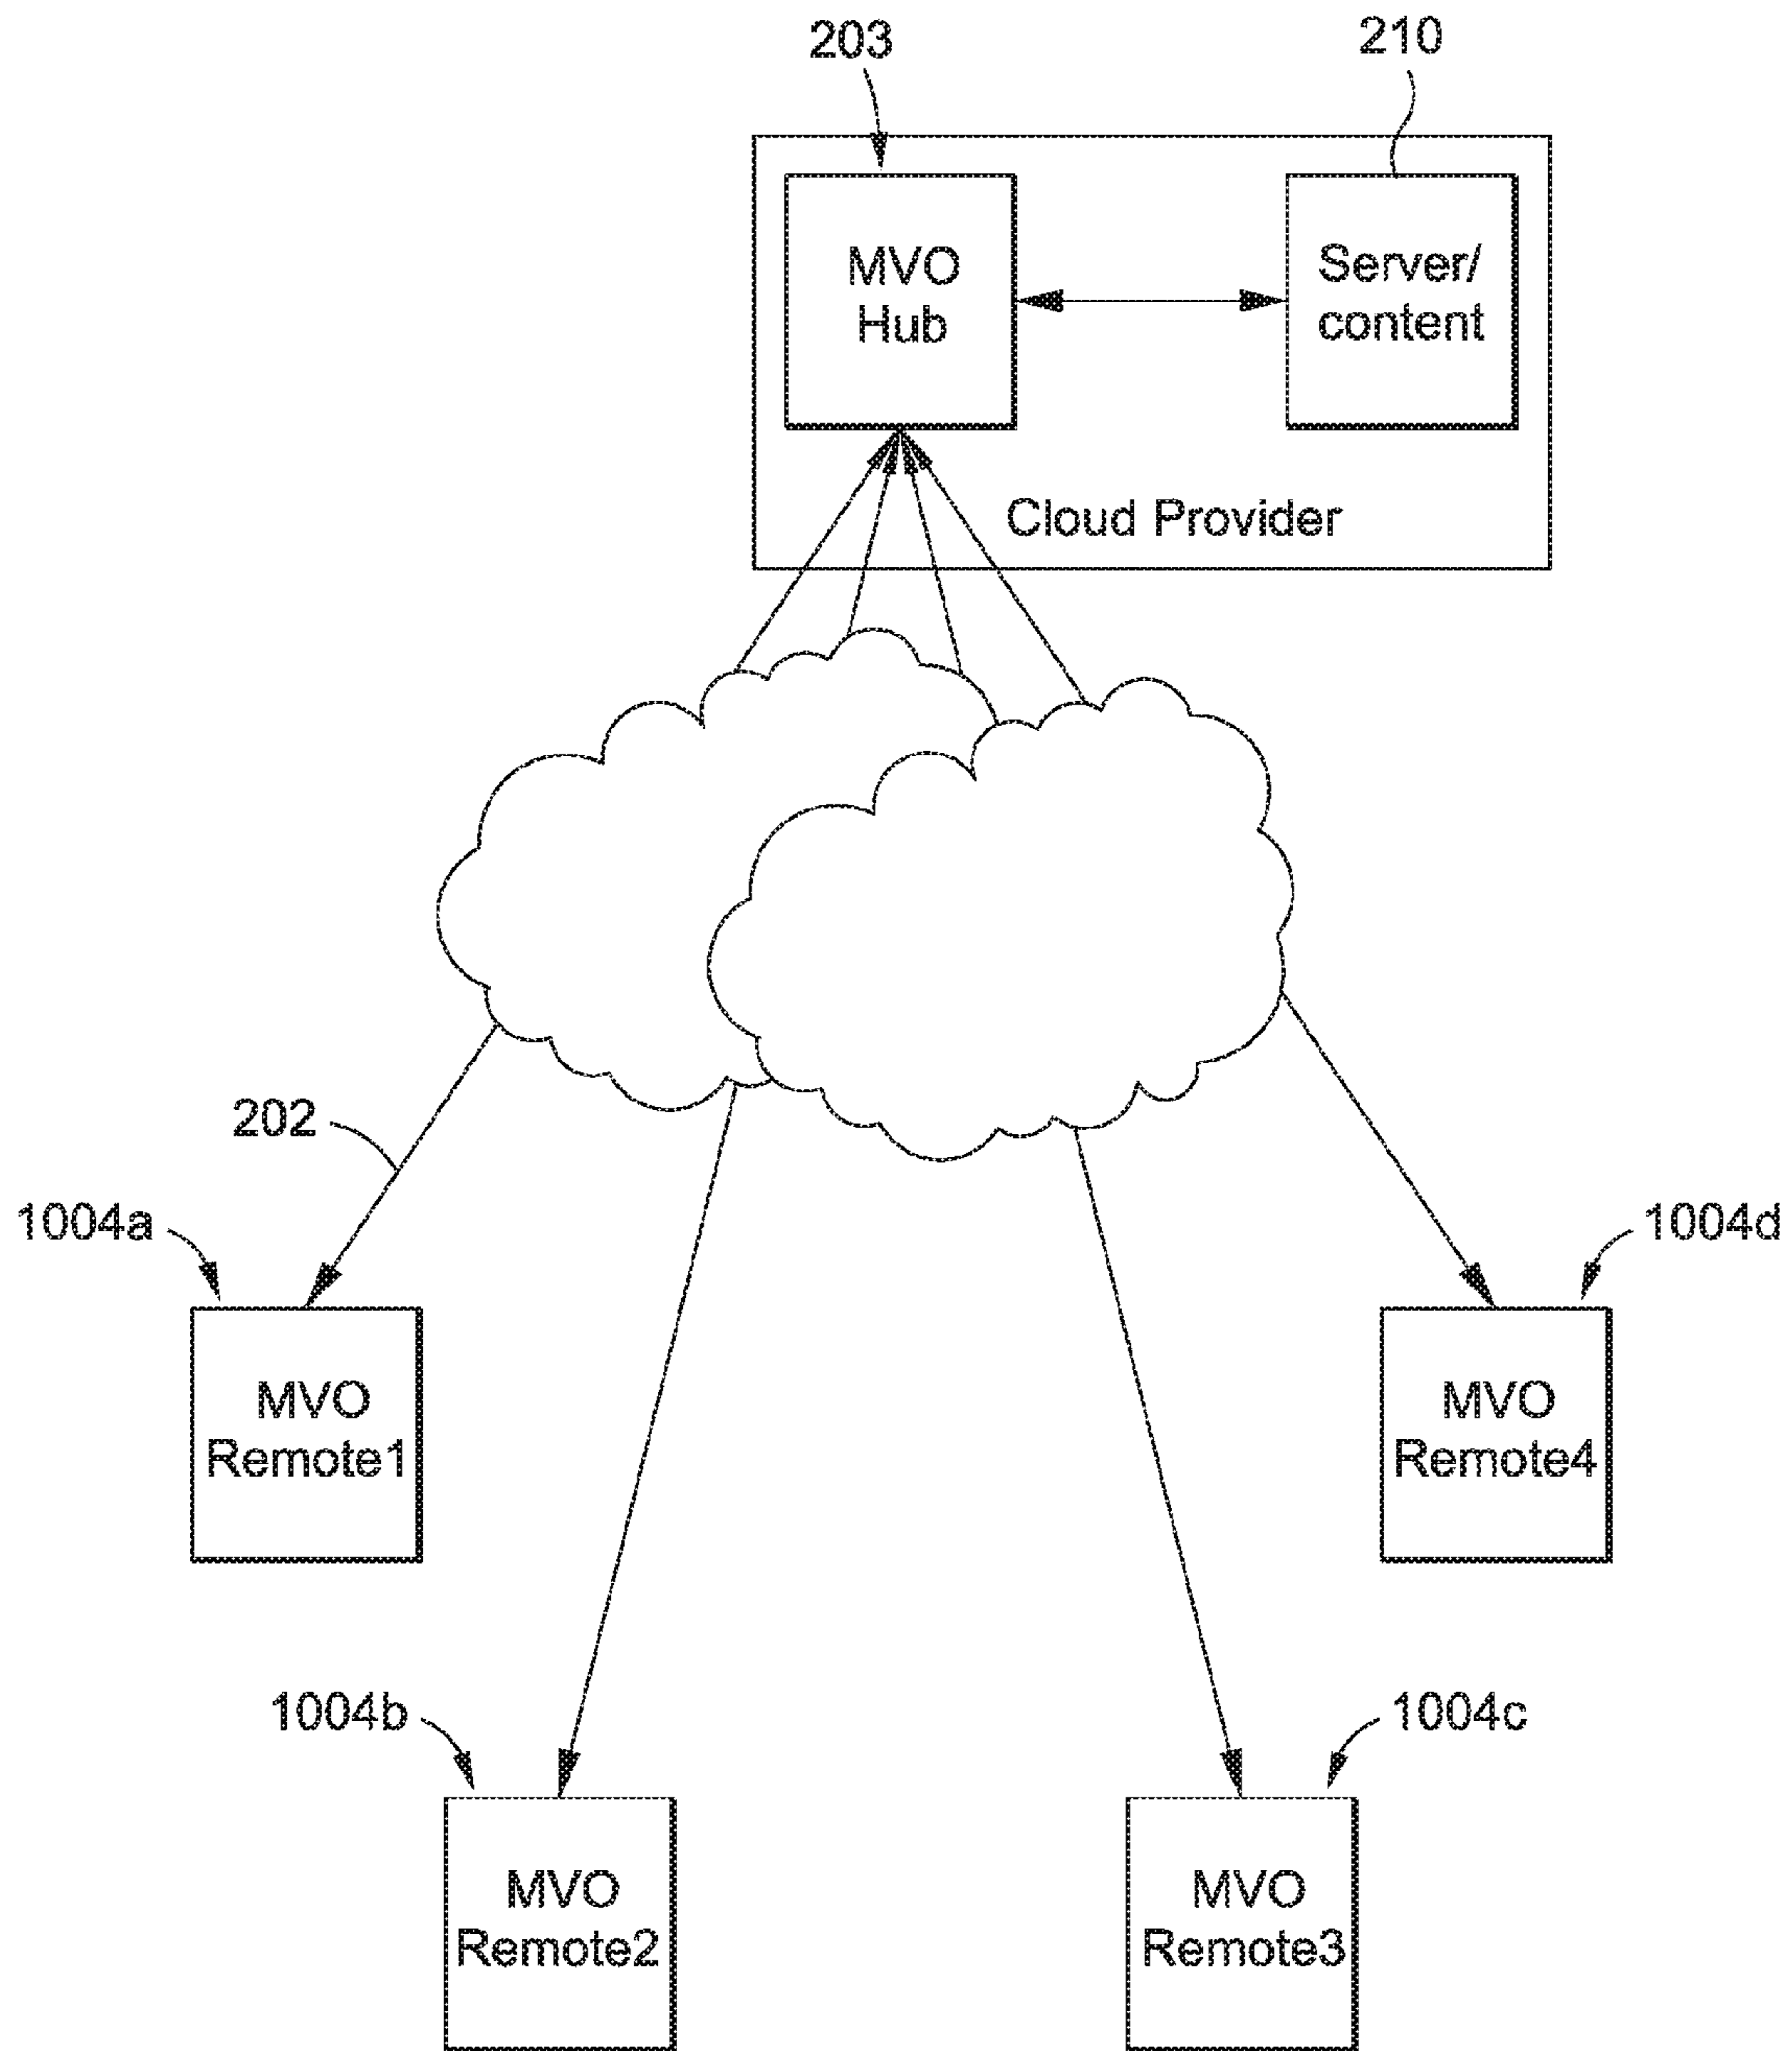 203
210
MVO
Hub
Server/
content
Cloud Provider
202
1004a
1004d
MVO
Remote1
MVO
Remote4
1004b
1004c
MVO
Remote2
MVO
Remote3